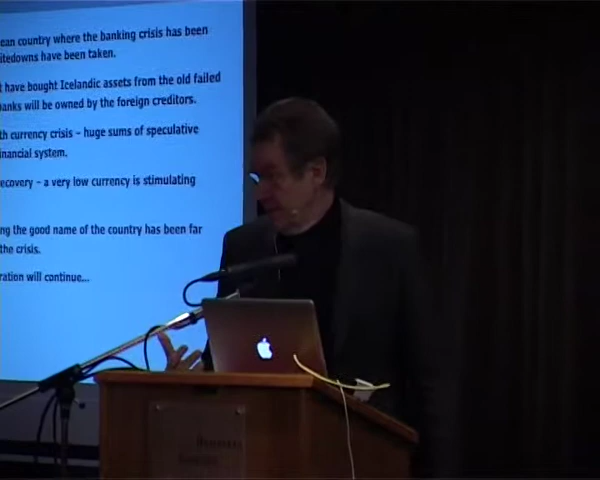 ean country where the banking crisis has been
itedowns have been taken.
t have bought Icelandic assets from the old failed
anks will be owned by the foreign creditors.
th currency crisis – huge sums of speculative
inancial system.
ecovery – a very low currency is stimulating
ng the good name of the country has been far
the crisis.
ration will continue...